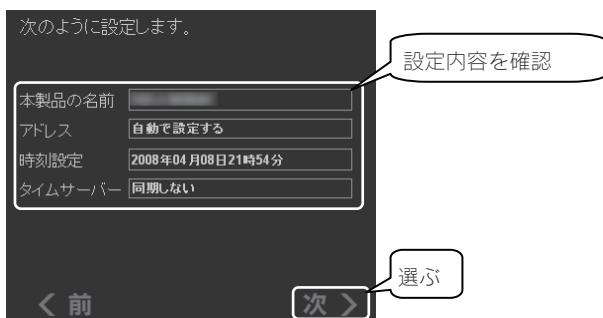 次のように設定します。
設定内容を確認
本製品の名前
アドレス 自動で設定する
時刻設定 2008年04月08日21時54分
タイムサーバー 同期しない
選ぶ
< 前
次 >